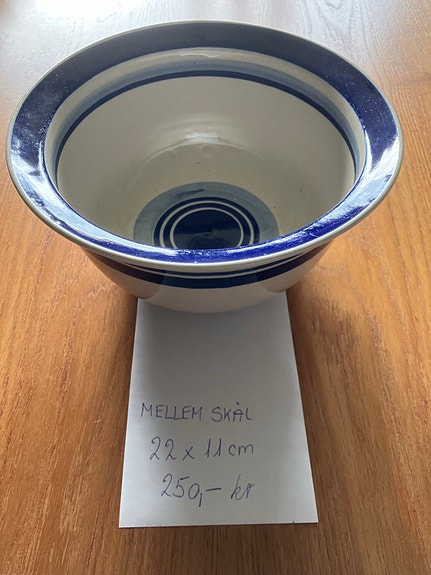 MELLEM SKÅL
22 x 11 cm
250,- kr